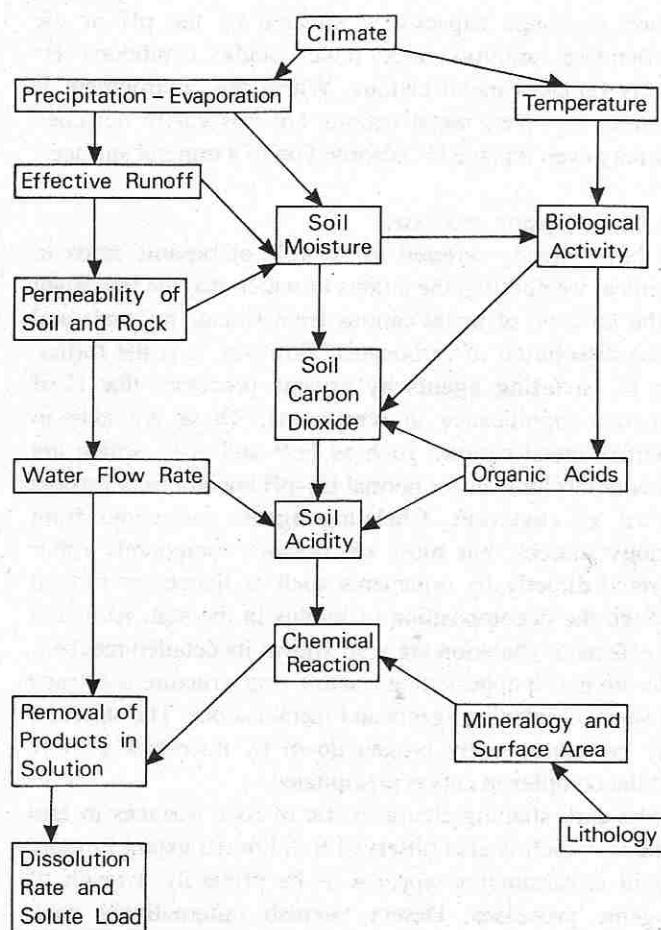 Climate
Precipitation – Evaporation
Temperature
Effective Runoff
Soil
Moisture
Biological
Activity
Permeability of
Soil and Rock
Soil
Carbon
Dioxide
Water Flow Rate
Organic Acids
Soil
Acidity
Chemical
Reaction
Removal of
Products in
Solution
Mineralogy and
Surface Area
Lithology
Dissolution
Rate and
Solute Load